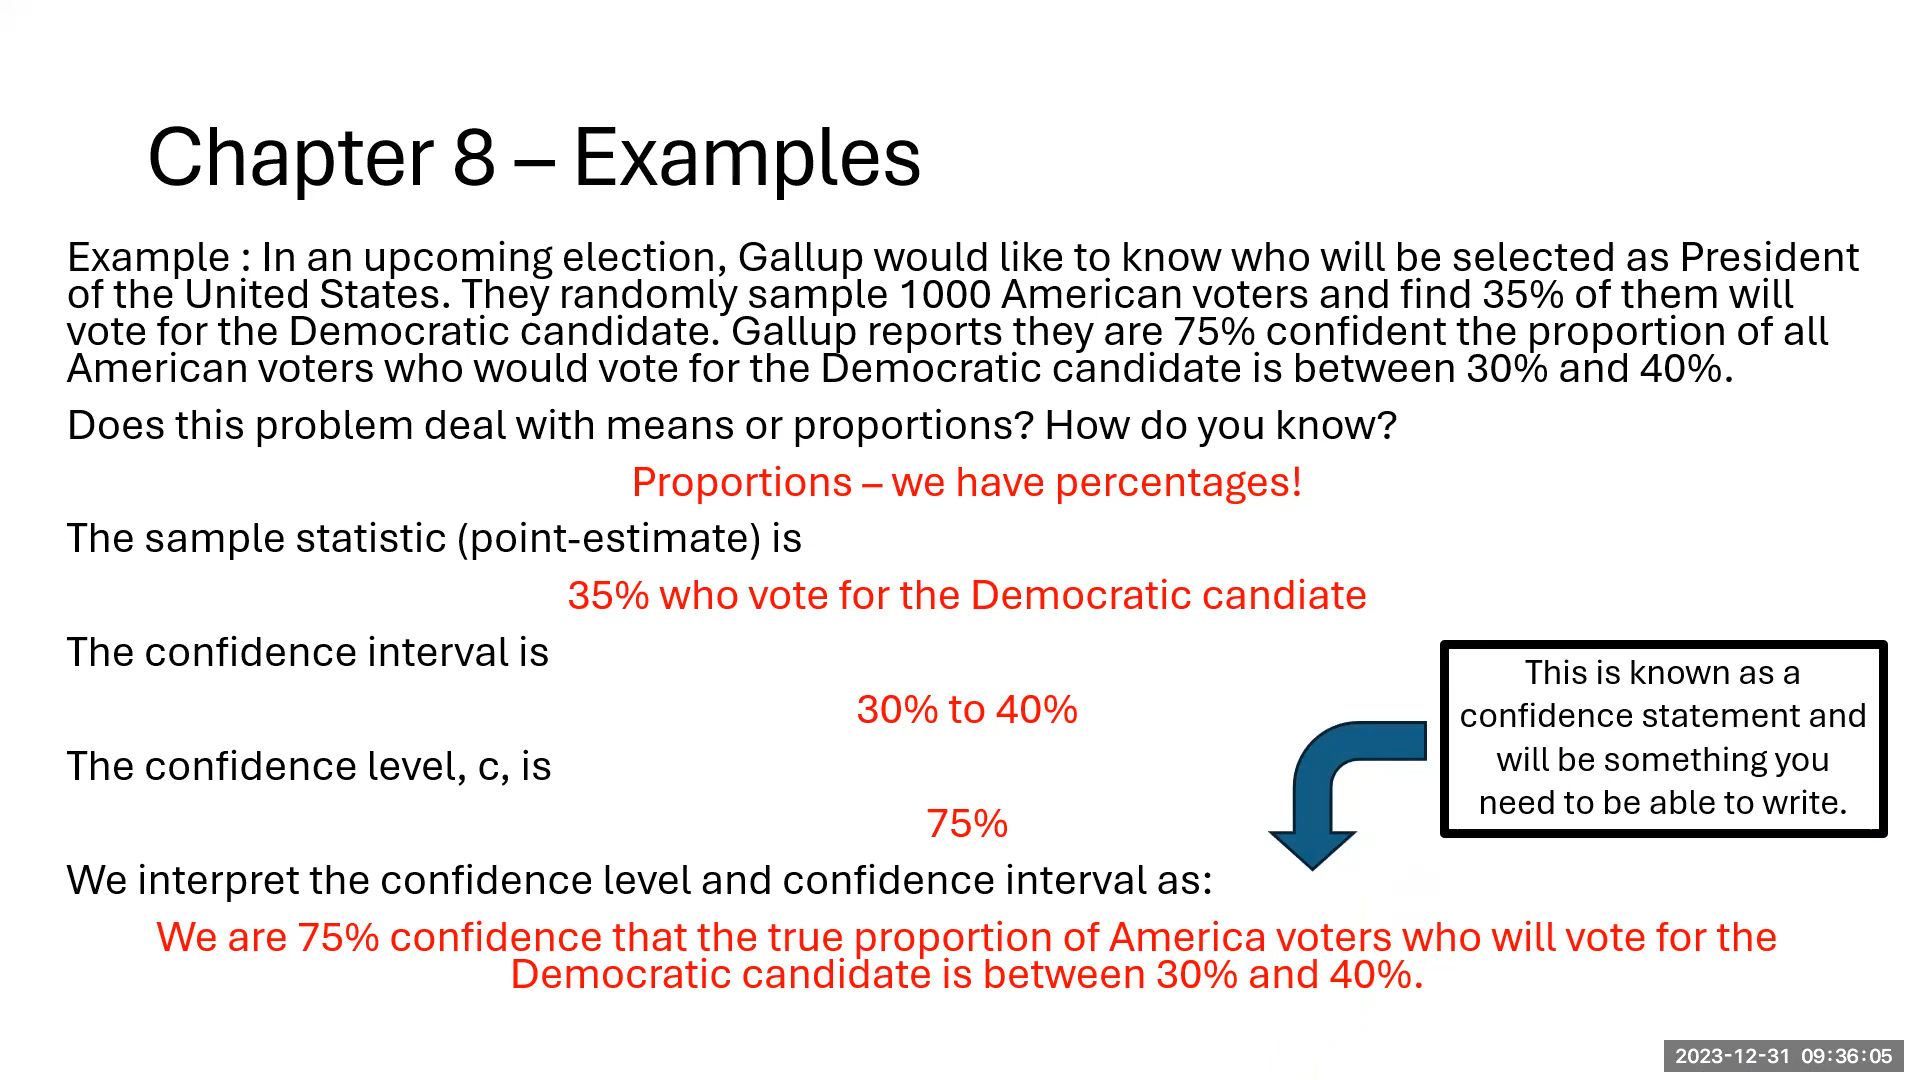 Chapter 8 – Examples
Example : In an upcoming election, Gallup would like to know who will be selected as President
of the United States. They randomly sample 1000 American voters and find 35% of them will
vote for the Democratic candidate. Gallup reports they are 75% confident the proportion of all
American voters who would vote for the Democratic candidate is between 30% and 40%.
Does this problem deal with means or proportions? How do you know?
Proportions – we have percentages!
The sample statistic (point-estimate) is
35% who vote for the Democratic candiate
The confidence interval is
30% to 40%
The confidence level, c, is
75%
This is known as a
confidence statement and
will be something you
need to be able to write.
We interpret the confidence level and confidence interval as:
We are 75% confidence that the true proportion of America voters who will vote for the
Democratic candidate is between 30% and 40%.
2023-12-31 09:36:05